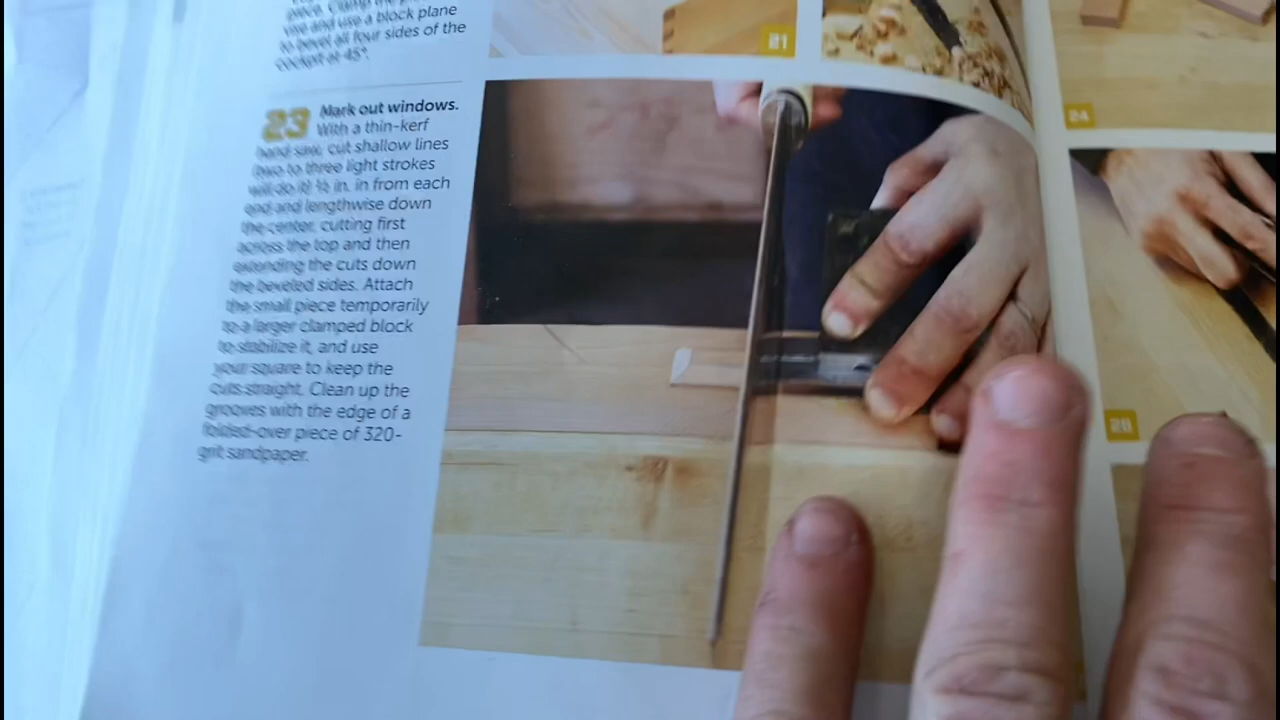 piece. Clamp the
vise and use a block plane
to bevel all four sides of the
cockpit at 45°.
23 Mark out windows.
With a thin-kerf
hand saw, cut shallow lines
two to three light strokes
will do it) in. in from each
end and lengthwise down
the center, cutting first
across the top and then
extending the cuts down
the beveled sides. Attach
the small piece temporarily
to a larger clamped block
to stabilize it, and use
your square to keep the
cuts straight. Clean up the
grooves with the edge of a
folded-over piece of 320-
grit sandpaper.
21
24
28